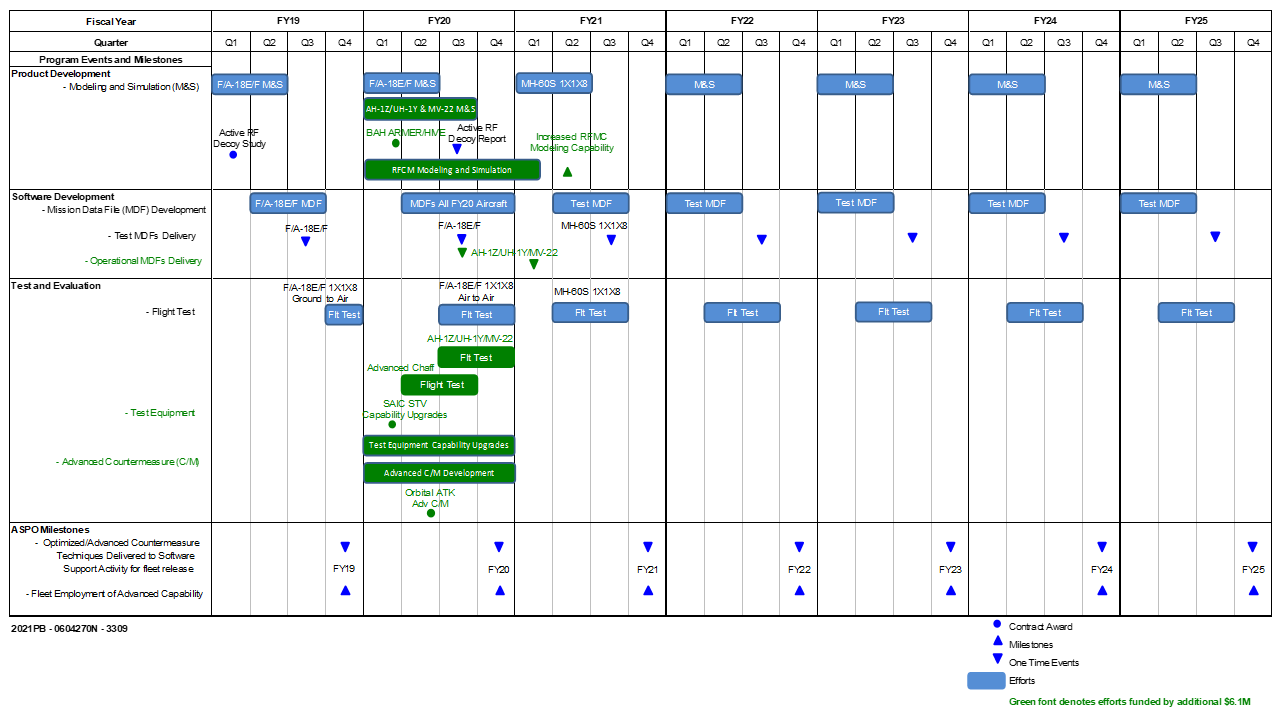 Fiscal Year FY19 FY20 FY21 FY22 FY23 FY24 FY25
Quarter Q1 Q2 Q3 Q4 Q1 Q2 Q3 Q4 Q1 Q2 Q3 Q4 Q1 Q2 Q3 Q4 Q1 Q2 Q3 Q4 Q1 Q2 Q3 Q4 Q1 Q2 Q3 Q4
Program Events and Milestones
Product Development
- Modeling and Simulation (M&S)
F/A-18E/F M&S F/A-18E/F M&S MH-60S 1X1X8 M&S M&S M&S M&S
AH-1Z/UH-1Y & MV-22 M&S
Active RF
Decoy Study
BAH ARMER/HIVE
Active RF
Decoy Report
Increased RFMC
Modeling Capability
RFCM Modeling and Simulation
Software Development
- Mission Data File (MDF) Development
F/A-18E/F MDF MDFs All FY20 Aircraft Test MDF Test MDF Test MDF Test MDF Test MDF
- Test MDFs Delivery
F/A-18E/F F/A-18E/F MH-60S 1X1X8
- Operational MDFs Delivery
AH-1Z/UH-1Y/MV-22
Test and Evaluation
F/A-18E/F 1X1X8
Ground to Air
F/A-18E/F 1X1X8
Air to Air
MH-60S 1X1X8
- Flight Test
Flt Test Flt Test Flt Test Flt Test Flt Test Flt Test Flt Test
AH-1Z/UH-1Y/MV-22
Flt Test
Advanced Chaff
Flight Test
- Test Equipment
SAIC STV
Capability Upgrades
Test Equipment Capability Upgrades
- Advanced Countermeasure (C/M)
Advanced C/M Development
Orbital ATK
Adv C/M
ASPO Milestones
- Optimized/Advanced Countermeasure
Techniques Delivered to Software
Support Activity for fleet release
FY19 FY20 FY21 FY22 FY23 FY24 FY25
- Fleet Employment of Advanced Capability
2021PB - 0604270N - 3309
Contract Award
Milestones
One Time Events
Efforts
Green font denotes efforts funded by additional $6.1M